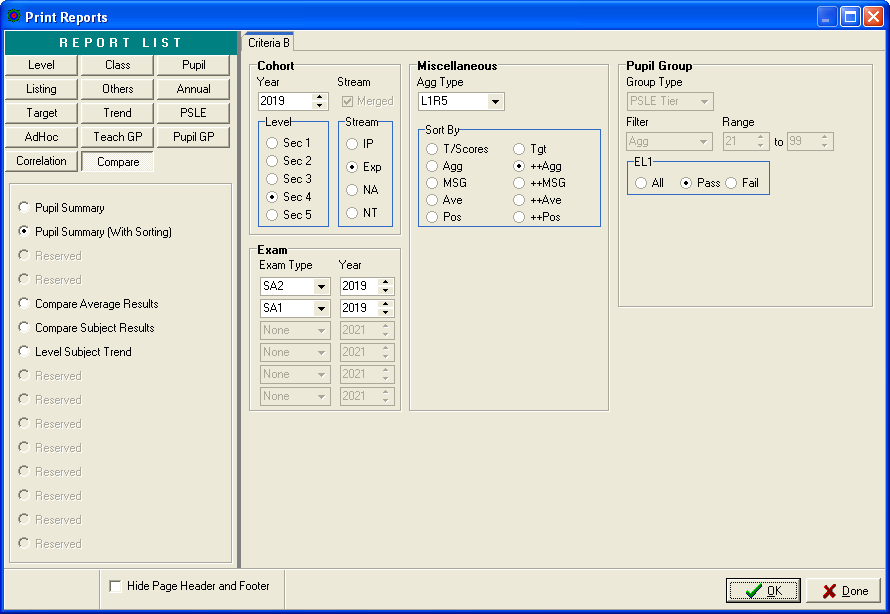 Print Reports
REPORT LIST
Level Class Pupil
Listing Others Annual
Target Trend PSLE
AdHoc Teach GP Pupil GP
Correlation Compare
Pupil Summary
Pupil Summary (With Sorting)
Reserved
Reserved
Compare Average Results
Compare Subject Results
Level Subject Trend
Reserved
Reserved
Reserved
Reserved
Reserved
Reserved
Reserved
Reserved
Criteria B
Cohort
Year Stream
2019 Merged
Level Stream
Sec 1 IP
Sec 2 Exp
Sec 3 NA
Sec 4 NT
Sec 5
Exam
Exam Type Year
SA2 2019
SA1 2019
None 2021
None 2021
None 2021
None 2021
Miscellaneous
Agg Type
L1R5
Sort By
T/Scores Tgt
Agg ++Agg
MSG ++MSG
Ave ++Ave
Pos ++Pos
Pupil Group
Group Type
PSLE Tier
Filter Range
Agg 21 to 99
EL1
All Pass Fail
Hide Page Header and Footer
OK Done